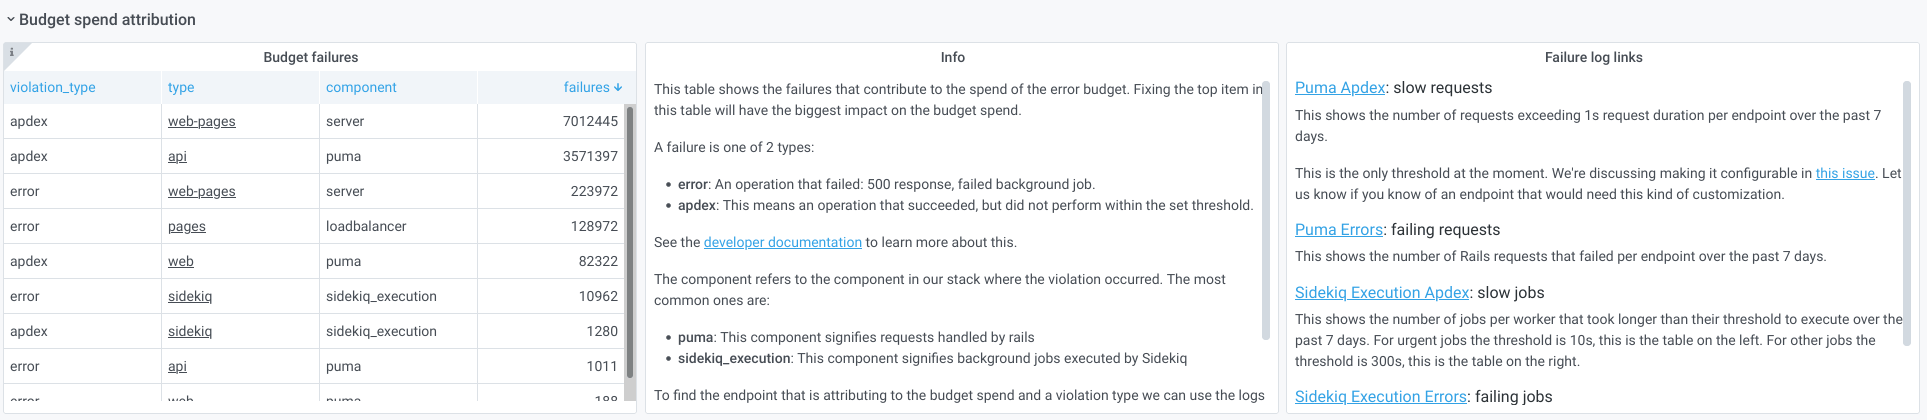 Budget spend attribution
i
Budget failures
violation_type type component failures ↓
apdex web-pages server 7012445
apdex api puma 3571397
error web-pages server 223972
error pages loadbalancer 128972
apdex web puma 82322
error sidekiq sidekiq_execution 10962
apdex sidekiq sidekiq_execution 1280
error api puma 1011
error web puma 188
Info
This table shows the failures that contribute to the spend of the error budget. Fixing the top item in
this table will have the biggest impact on the budget spend.
A failure is one of 2 types:
• error: An operation that failed: 500 response, failed background job.
• apdex: This means an operation that succeeded, but did not perform within the set threshold.
See the developer documentation to learn more about this.
The component refers to the component in our stack where the violation occurred. The most
common ones are:
• puma: This component signifies requests handled by rails
• sidekiq_execution: This component signifies background jobs executed by Sidekiq
To find the endpoint that is attributing to the budget spend and a violation type we can use the logs
Failure log links
Puma Apdex: slow requests
This shows the number of requests exceeding 1s request duration per endpoint over the past 7
days.
This is the only threshold at the moment. We're discussing making it configurable in this issue. Let
us know if you know of an endpoint that would need this kind of customization.
Puma Errors: failing requests
This shows the number of Rails requests that failed per endpoint over the past 7 days.
Sidekiq Execution Apdex: slow jobs
This shows the number of jobs per worker that took longer than their threshold to execute over the
past 7 days. For urgent jobs the threshold is 10s, this is the table on the left. For other jobs the
threshold is 300s, this is the table on the right.
Sidekiq Execution Errors: failing jobs